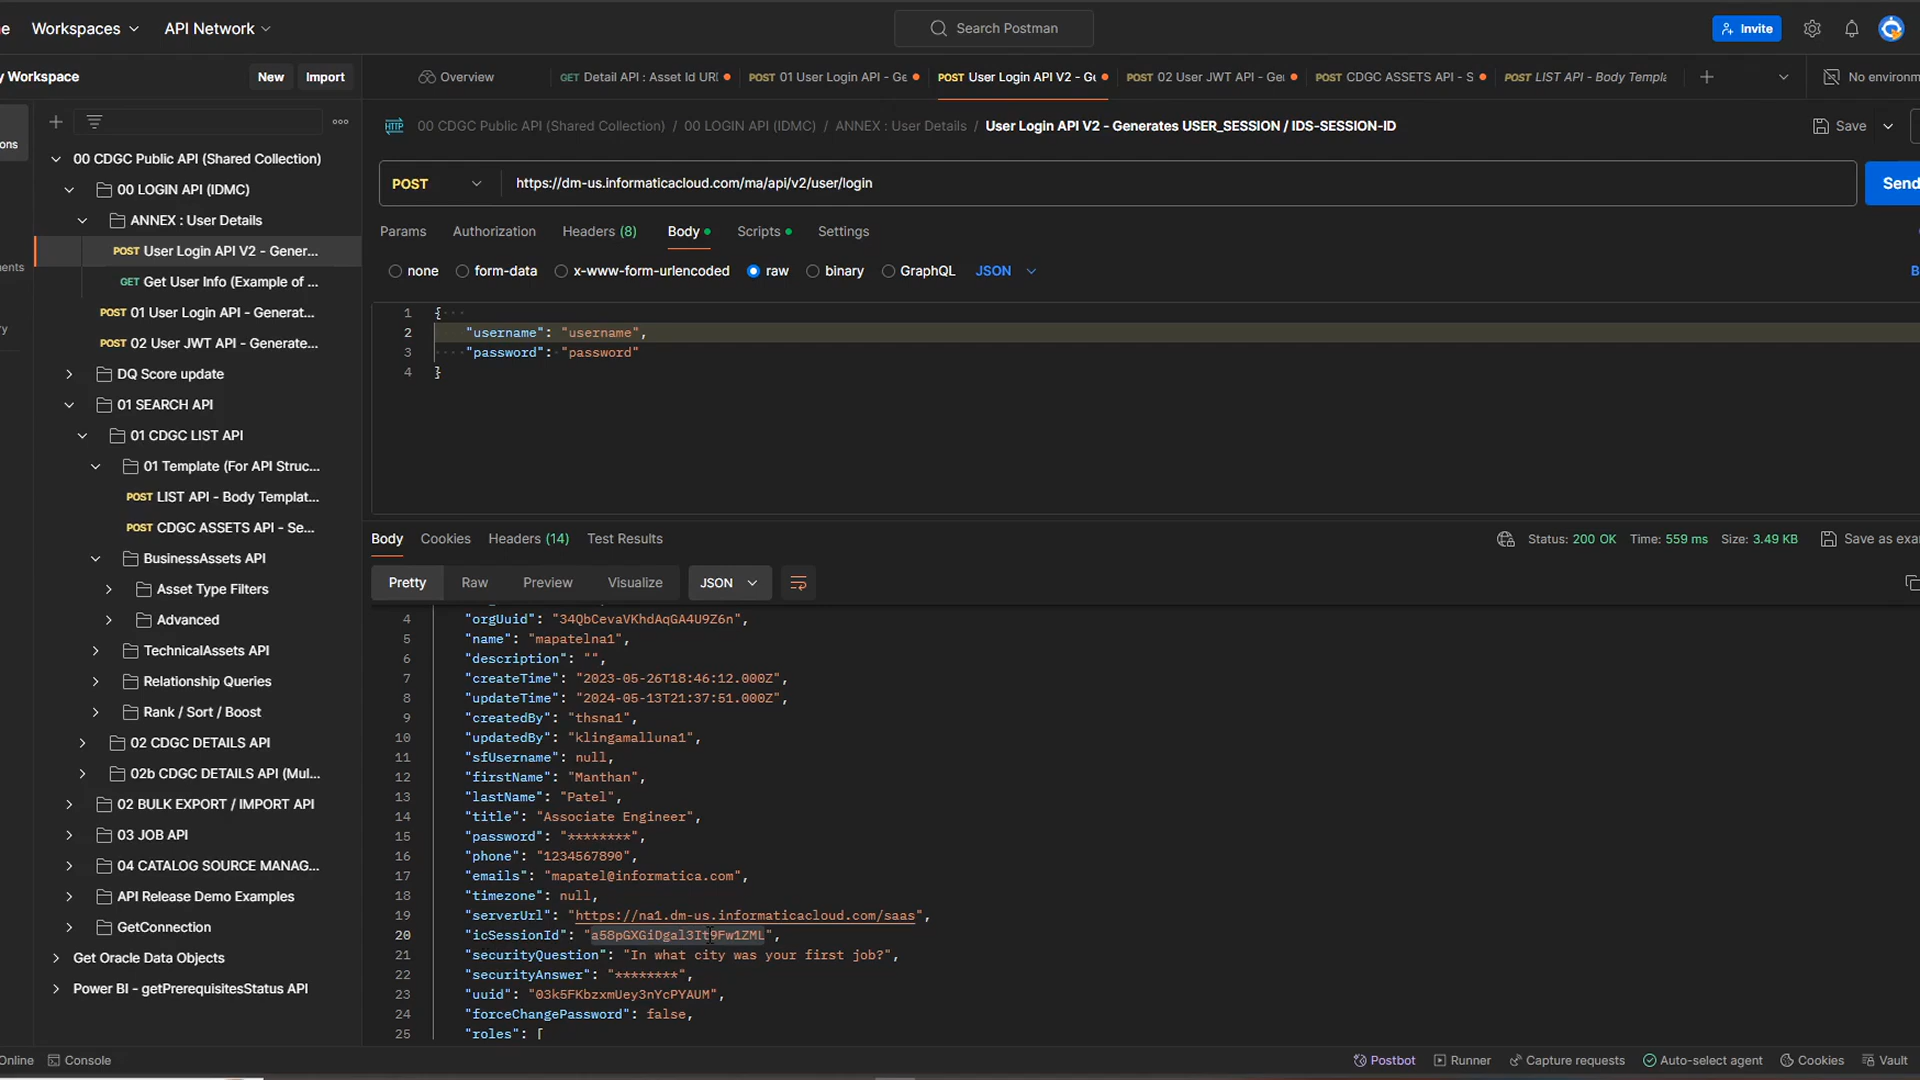 Workspaces
API Network
Search Postman
Invite
y Workspace
New
Import
Overview
GET Detail API : Asset Id URI
POST 01 User Login API - Ge
POST User Login API V2 - Ge
POST 02 User JWT API - Gen
POST CDGC ASSETS API - S
POST LIST API - Body Templa
No environm
00 CDGC Public API (Shared Collection) / 00 LOGIN API (IDMC) / ANNEX : User Details / User Login API V2 - Generates USER_SESSION / IDS-SESSION-ID
Save
ons
ents
ry
00 CDGC Public API (Shared Collection)
00 LOGIN API (IDMC)
ANNEX : User Details
POST User Login API V2 - Gener...
GET Get User Info (Example of ...
POST 01 User Login API - Generat...
POST 02 User JWT API - Generate...
DQ Score update
01 SEARCH API
01 CDGC LIST API
01 Template (For API Struc...
POST LIST API - Body Templat...
POST CDGC ASSETS API - Se...
BusinessAssets API
Asset Type Filters
Advanced
TechnicalAssets API
Relationship Queries
Rank / Sort / Boost
02 CDGC DETAILS API
02b CDGC DETAILS API (Mul...
02 BULK EXPORT / IMPORT API
03 JOB API
04 CATALOG SOURCE MANAG...
API Release Demo Examples
GetConnection
Get Oracle Data Objects
Power BI - getPrerequisitesStatus API
POST
https://dm-us.informaticacloud.com/ma/api/v2/user/login
Send
Params Authorization Headers (8) Body Scripts Settings
none form-data x-www-form-urlencoded raw binary GraphQL JSON
B
1 {
2 "username": "username",
3 "password": "password"
4 }
Body Cookies Headers (14) Test Results
Status: 200 OK Time: 559 ms Size: 3.49 KB
Save as exa
Pretty Raw Preview Visualize JSON
4 "orgUuid": "34QbCevaVKhdAqGA4U9Z6n",
5 "name": "mapatelna1",
6 "description": "",
7 "createTime": "2023-05-26T18:46:12.000Z",
8 "updateTime": "2024-05-13T21:37:51.000Z",
9 "createdBy": "thsna1",
10 "updatedBy": "klingamalluna1",
11 "sfUsername": null,
12 "firstName": "Manthan",
13 "lastName": "Patel",
14 "title": "Associate Engineer",
15 "password": "********",
16 "phone": "1234567890",
17 "emails": "mapatel@informatica.com",
18 "timezone": null,
19 "serverUrl": "https://na1.dm-us.informaticacloud.com/saas",
20 "icSessionId": "a58pGXGiDgal3It9Fw1ZML",
21 "securityQuestion": "In what city was your first job?",
22 "securityAnswer": "********",
23 "uuid": "03k5FKbzxmUey3nYcPYAUM",
24 "forceChangePassword": false,
25 "roles": [
Online
Console
Postbot
Runner
Capture requests
Auto-select agent
Cookies
Vault